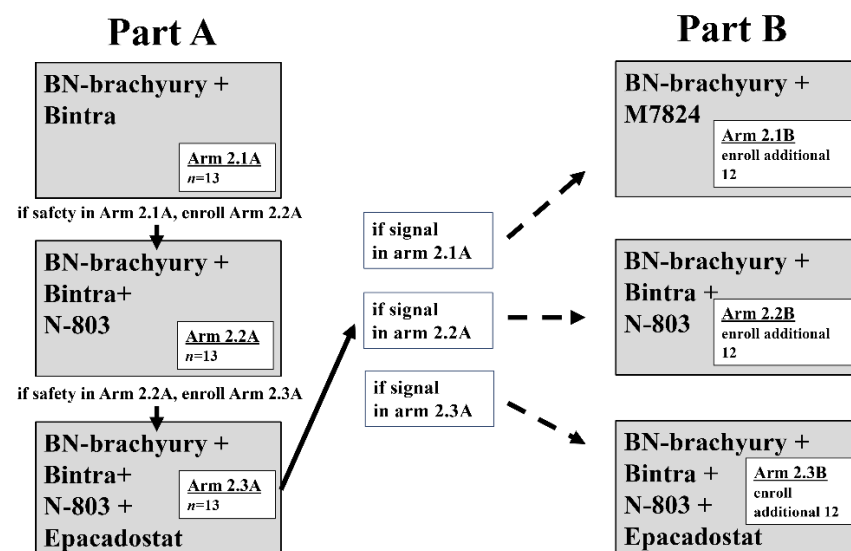 Part A
BN-brachyury +
Bintra
Arm 2.1A
n=13
if safety in Arm 2.1A, enroll Arm 2.2A
BN-brachyury +
Bintra+
N-803
Arm 2.2A
n=13
if safety in Arm 2.2A, enroll Arm 2.3A
BN-brachyury +
Bintra+
N-803 +
Epacadostat
Arm 2.3A
n=13
if signal
in arm 2.1A
if signal
in arm 2.2A
if signal
in arm 2.3A
Part B
BN-brachyury +
M7824
Arm 2.1B
enroll additional
12
BN-brachyury +
Bintra +
N-803
Arm 2.2B
enroll additional
12
BN-brachyury +
Bintra +
N-803 +
Epacadostat
Arm 2.3B
enroll
additional 12